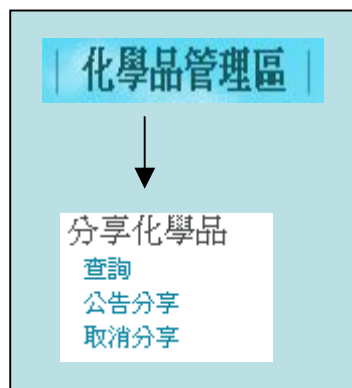 | 化學品管理區 |
分享化學品
查詢
公告分享
取消分享